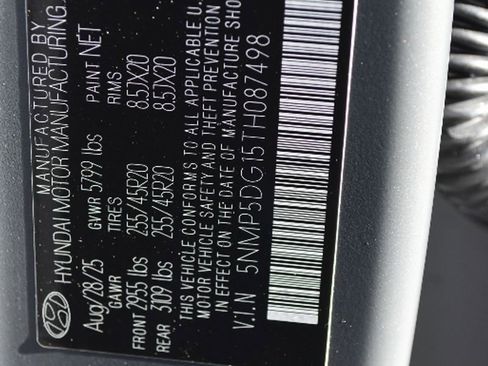 MANUFACTURED BY
HYUNDAI MOTOR MANUFACTURING
Aug/28/25 GVWR 5799 lbs PAINT NET
GAWR TIRES RIMS
FRONT 2955 lbs 255/45R20 8.5JX20
REAR 3109 lbs 255/45R20 8.5JX20
THIS VEHICLE CONFORMS TO ALL APPLICABLE U.
MOTOR VEHICLE SAFETY AND THEFT PREVENTION
IN EFFECT ON THE DATE OF MANUFACTURE SHO
V.I.N 5NMP5DG15TH087498